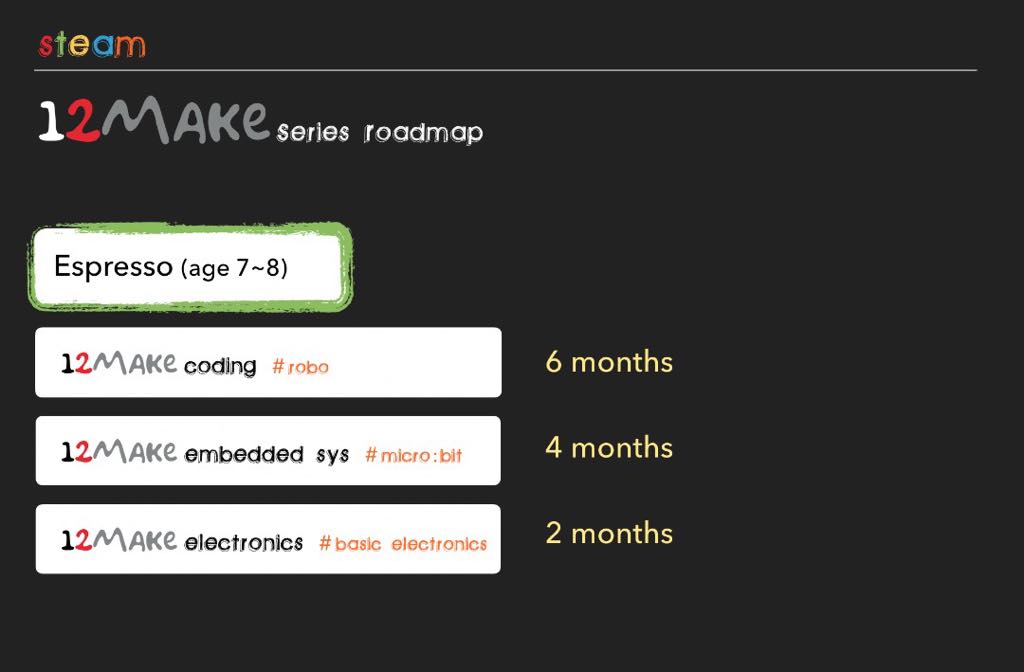 steam
12MAKe series roadmap
Espresso (age 7~8)
12MAKe coding #robo 6 months
12MAKe embedded sys #micro:bit 4 months
12MAKe electronics #basic electronics 2 months